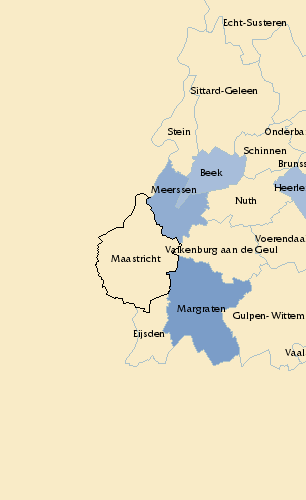 Echt-Susteren
Sittard-Geleen
Stein
Onderba
Schinnen
Brunss
Beek
Meerssen
Heerle
Nuth
Voerendaa
Valkenburg aan de Geul
Maastricht
Margraten
Gulpen- Wittem
Eijsden
Vaal